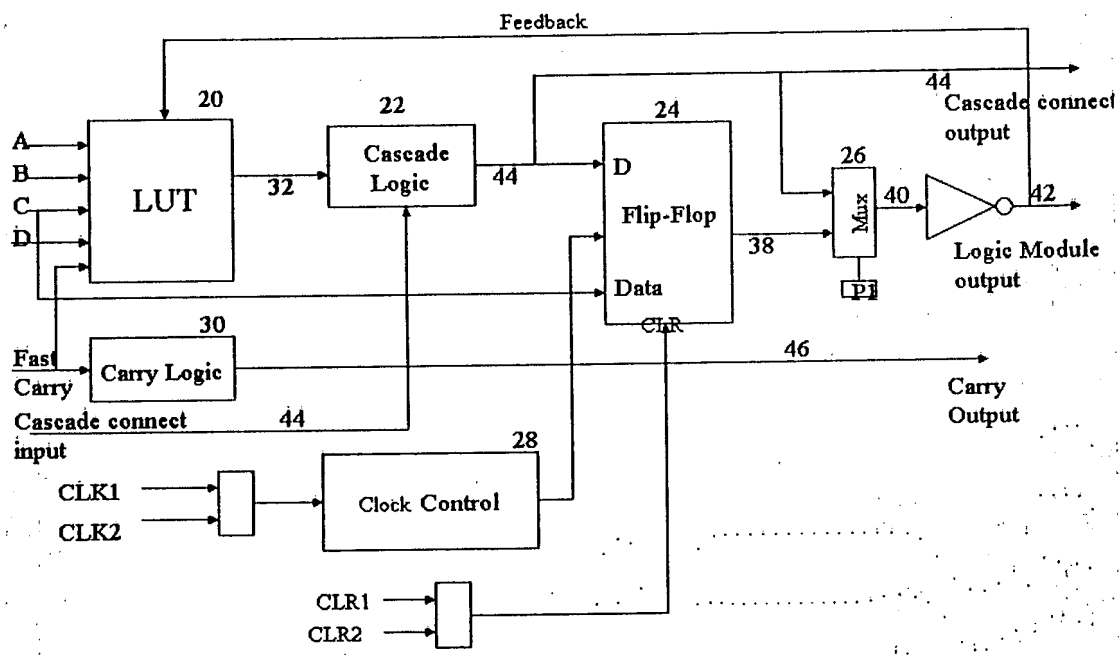 Feedback
20
22
24
44
Cascade connect
output
A
B
C
D
LUT
32
Cascade
Logic
44
D
Flip-Flop
Data
CLR
38
26
Mux
P1
40
42
Logic Module
output
30
Fast
Carry
Carry Logic
46
Carry
Output
Cascade connect
input
44
28
CLK1
CLK2
Clock Control
CLR1
CLR2